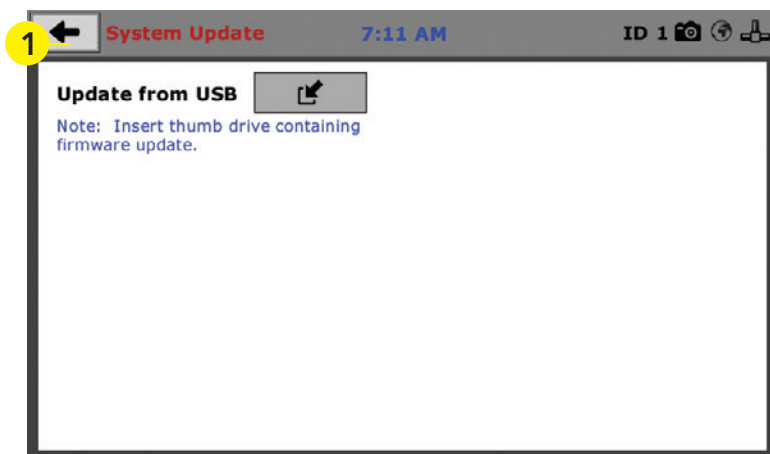 1 System Update 7:11 AM ID 1
Update from USB
Note: Insert thumb drive containing
firmware update.